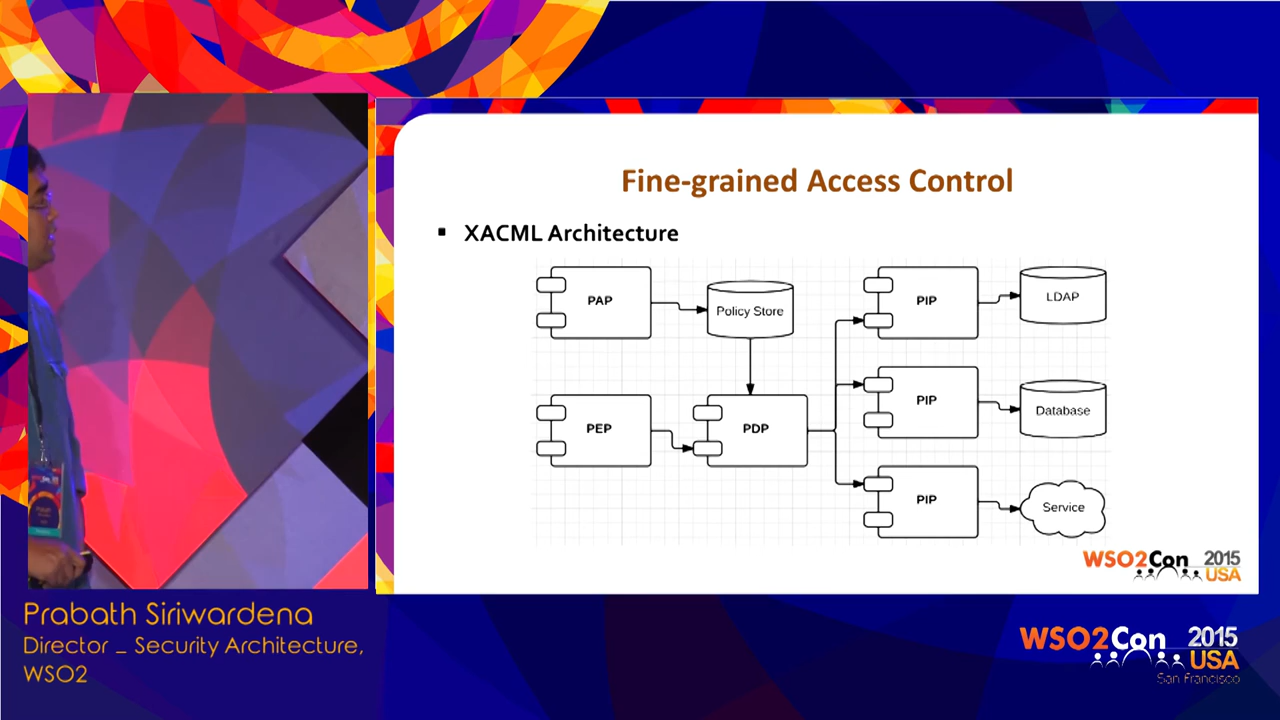 Fine-grained Access Control
▪ XACML Architecture
PAP
Policy Store
PIP
LDAP
PEP
PDP
PIP
Database
PIP
Service
WSO2Con 2015
USA
Prabath Siriwardena
Director _ Security Architecture,
WSO2
WSO2Con 2015
USA
San Francisco